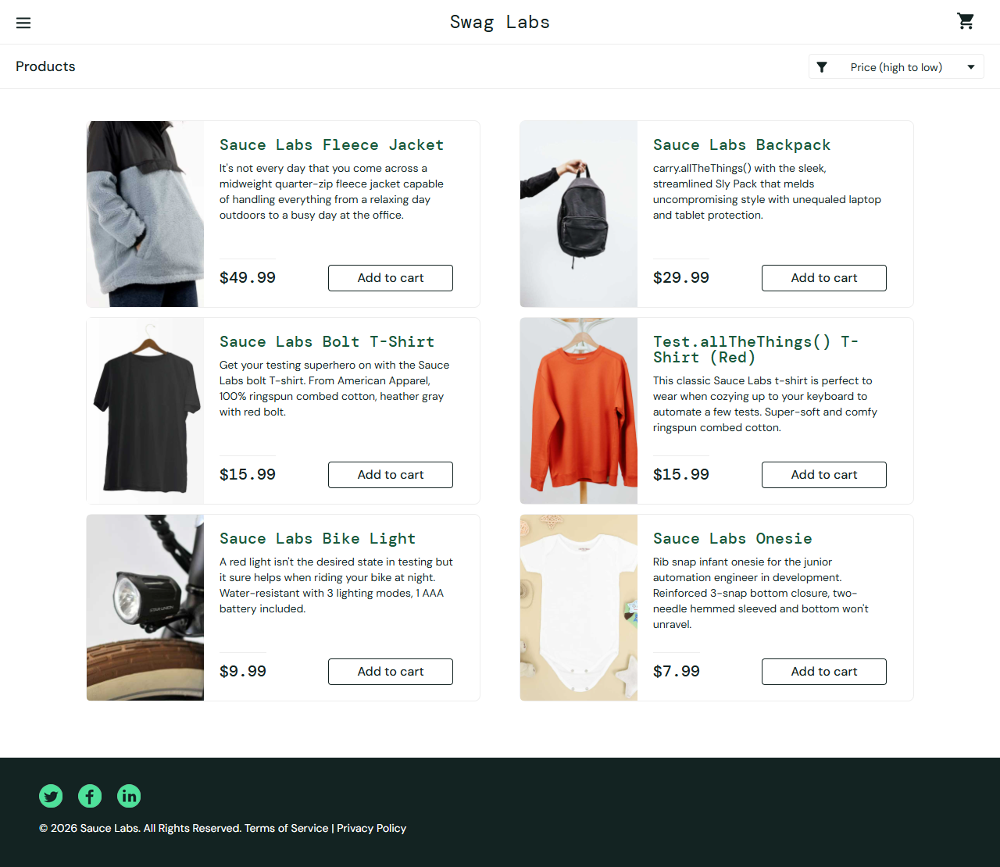 Swag Labs
Products
Price (high to low)
Sauce Labs Fleece Jacket
It's not every day that you come across a
midweight quarter-zip fleece jacket capable
of handling everything from a relaxing day
outdoors to a busy day at the office.
$49.99
Add to cart
Sauce Labs Backpack
carry.allTheThings() with the sleek,
streamlined Sly Pack that melds
uncompromising style with unequaled laptop
and tablet protection.
$29.99
Add to cart
Sauce Labs Bolt T-Shirt
Get your testing superhero on with the Sauce
Labs bolt T-shirt. From American Apparel,
100% ringspun combed cotton, heather gray
with red bolt.
$15.99
Add to cart
Test.allTheThings() T-
Shirt (Red)
This classic Sauce Labs t-shirt is perfect to
wear when cozying up to your keyboard to
automate a few tests. Super-soft and comfy
ringspun combed cotton.
$15.99
Add to cart
Sauce Labs Bike Light
A red light isn't the desired state in testing but
it sure helps when riding your bike at night.
Water-resistant with 3 lighting modes, 1 AAA
battery included.
$9.99
Add to cart
Sauce Labs Onesie
Rib snap infant onesie for the junior
automation engineer in development.
Reinforced 3-snap bottom closure, two-
needle hemmed sleeved and bottom won't
unravel.
$7.99
Add to cart
© 2026 Sauce Labs. All Rights Reserved. Terms of Service | Privacy Policy